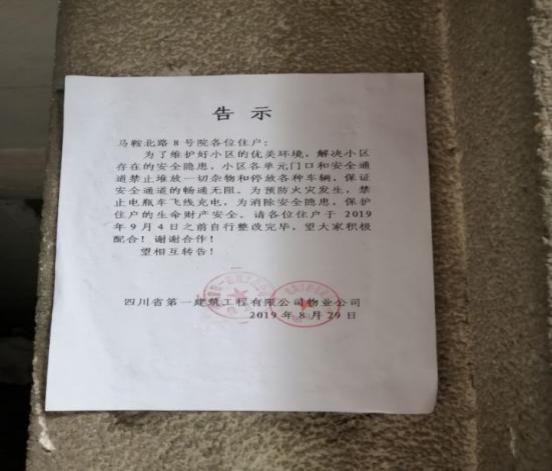 告示
马鞍北路8号院各位住户:
为了维护好小区的优美环境，解决小区
存在的安全隐患，小区各单元门口和安全通
道禁止堆放一切杂物和停放各种车辆，保证
安全通道的畅通无阻。为预防火灾发生，禁
止电瓶车飞线充电，为消除安全隐患，保护
住户的生命财产安全。请各位住户于2019
年9月4日之前自行整改完毕，望大家积极
配合！谢谢合作！
望相互转告！
四川省第一建筑工程有限公司物业公司
2019年8月29日